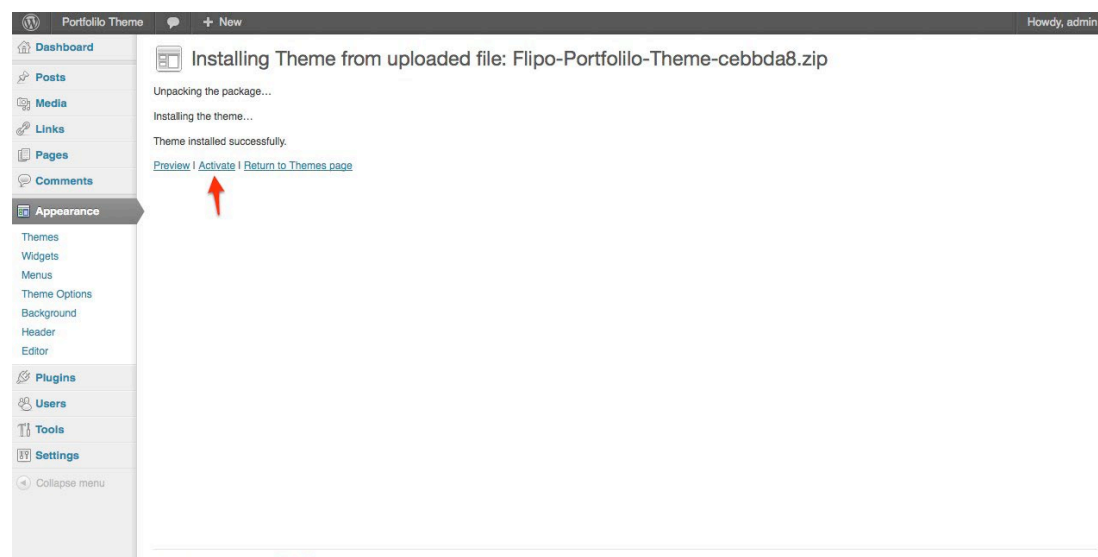 Portfolilo Theme + New Howdy, admin
Dashboard
Posts
Media
Links
Pages
Comments
Appearance
Themes
Widgets
Menus
Theme Options
Background
Header
Editor
Plugins
Users
Tools
Settings
Collapse menu
Installing Theme from uploaded file: Flipo-Portfolilo-Theme-cebbda8.zip
Unpacking the package…
Installing the theme…
Theme installed successfully.
Preview | Activate | Return to Themes page